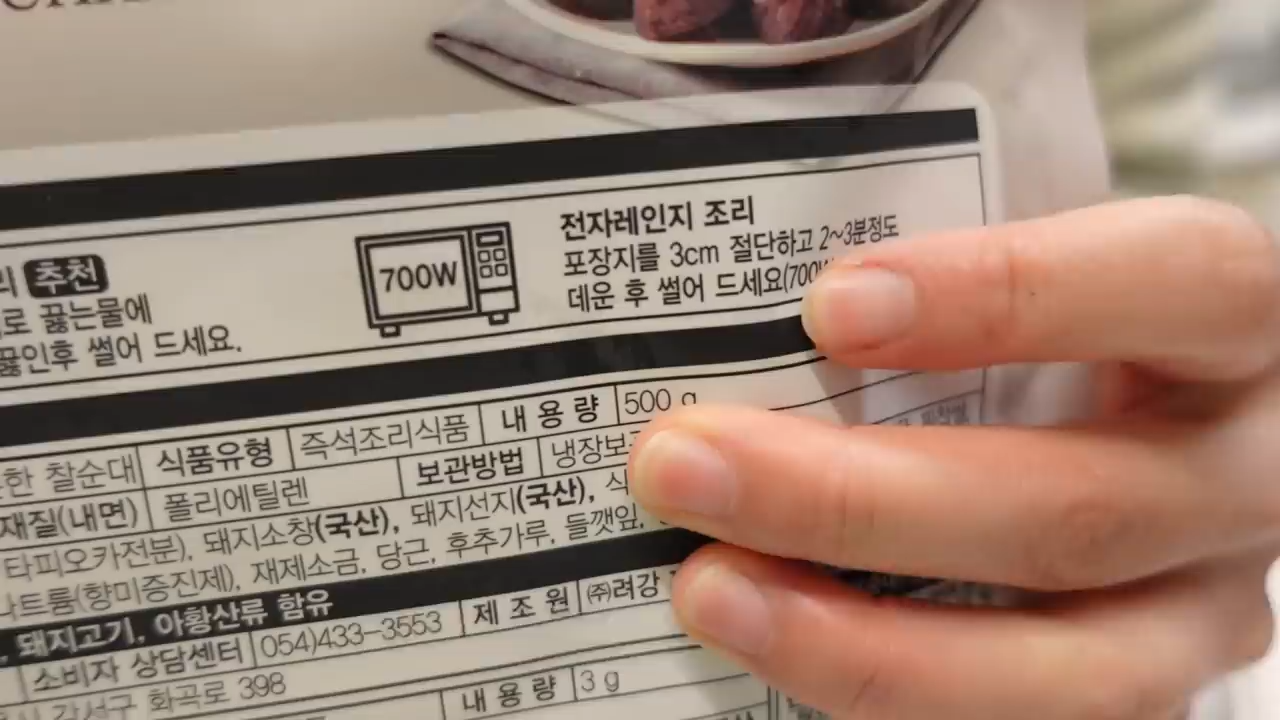 추천
로 끓는물에
끓인후 썰어 드세요.
700W
전자레인지 조리
포장지를 3cm 절단하고 2~3분정도
데운 후 썰어 드세요(700W
한 찰순대 식품유형 즉석조리식품 내용량 500 g
재질(내면) 폴리에틸렌 보관방법 냉장보
타피오카전분), 돼지소창(국산), 돼지선지(국산), 식
나트륨(향미증진제), 재제소금, 당근, 후추가루, 들깻잎,
, 돼지고기, 아황산류 함유
소비자 상담센터 054)433-3553 제조원 ㈜려강
강서구 화곡로 398
내용량 3 g